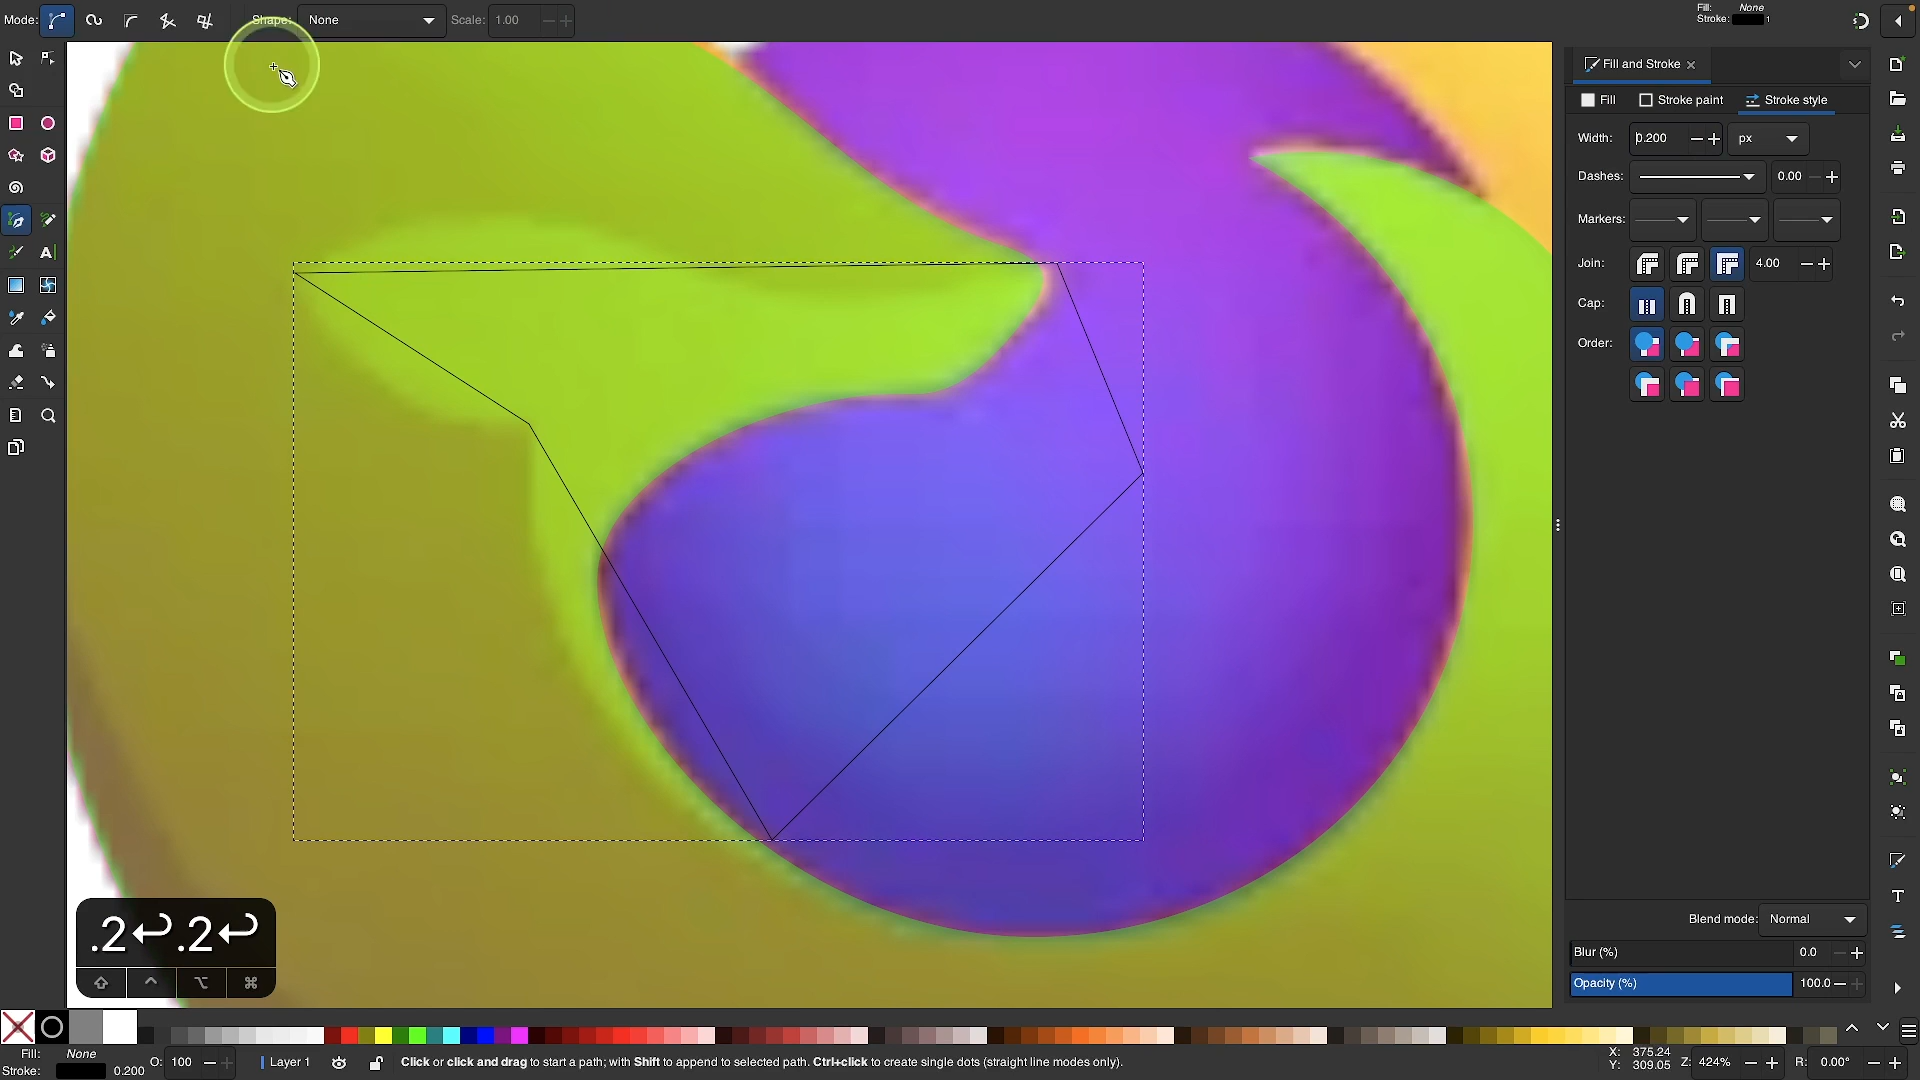 Mode:
Shape: None
Scale: 1.00
Fill: None
Stroke: 1
Fill and Stroke
Fill
Stroke paint
Stroke style
Width: 0.200 px
Dashes: 0.00
Markers:
Join: 4.00
Cap:
Order:
.2↩.2↩
Blend mode: Normal
Blur (%) 0.0
Opacity (%) 100.0
Fill: None
Stroke: 0.200
O: 100
Layer 1
Click or click and drag to start a path; with Shift to append to selected path. Ctrl+click to create single dots (straight line modes only).
X: 375.24
Y: 309.05
Z: 424%
R: 0.00°